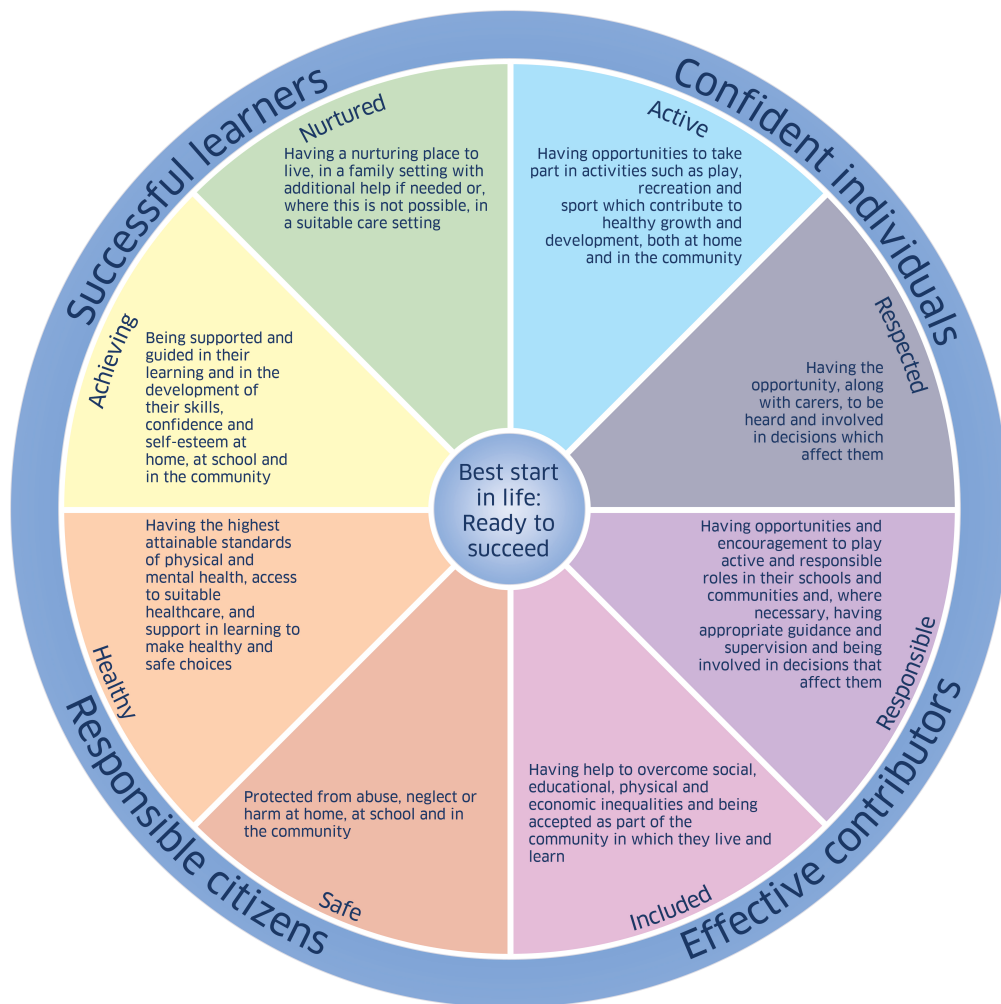 Successful learners
Confident individuals
Effective contributors
Responsible citizens
Nurtured
Having a nurturing place to
live, in a family setting with
additional help if needed or,
where this is not possible, in
a suitable care setting
Active
Having opportunities to take
part in activities such as play,
recreation and
sport which contribute to
healthy growth and
development, both at home
and in the community
Respected
Having the
opportunity, along
with carers, to be
heard and involved
in decisions which
affect them
Responsible
Having opportunities and
encouragement to play
active and responsible
roles in their schools and
communities and, where
necessary, having
appropriate guidance and
supervision and being
involved in decisions that
affect them
Included
Having help to overcome social,
educational, physical and
economic inequalities and being
accepted as part of the
community in which they live and
learn
Safe
Protected from abuse, neglect or
harm at home, at school and in
the community
Healthy
Having the highest
attainable standards
of physical and
mental health, access
to suitable
healthcare, and
support in learning to
make healthy and
safe choices
Achieving
Being supported and
guided in their
learning and in the
development of
their skills,
confidence and
self-esteem at
home, at school and
in the community
Best start
in life:
Ready to
succeed